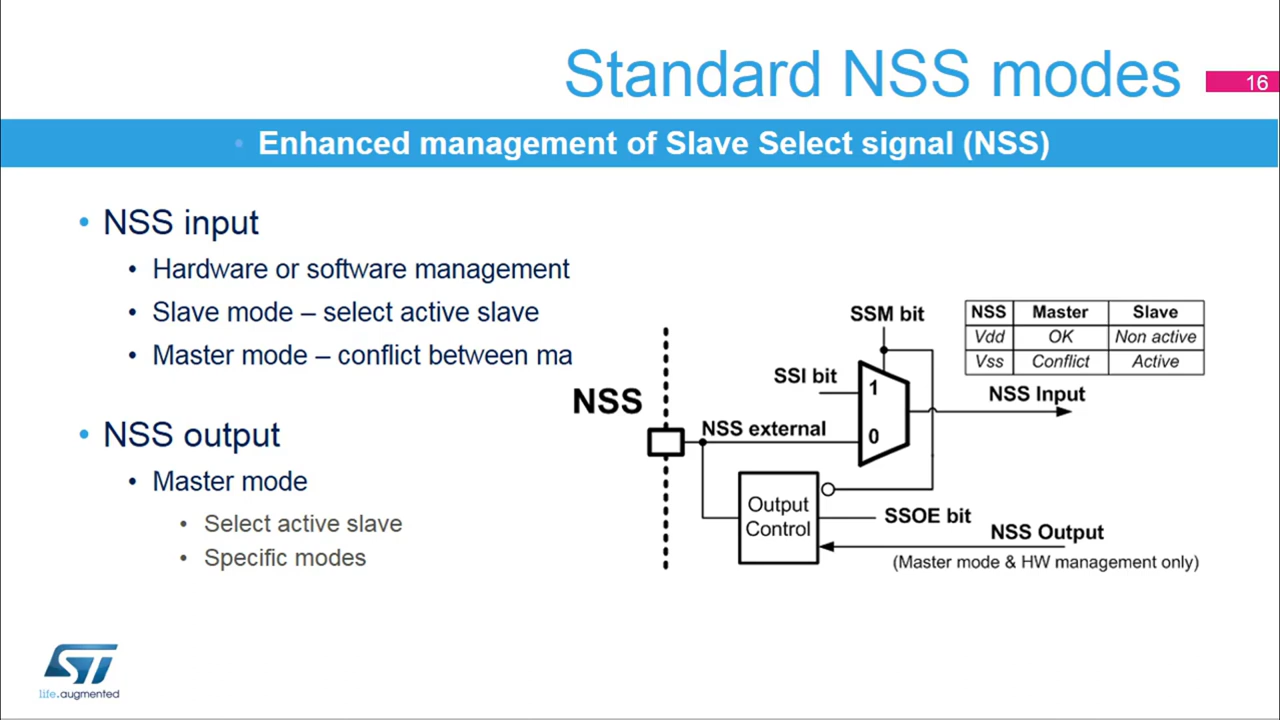 Standard NSS modes
16
• Enhanced management of Slave Select signal (NSS)
• NSS input
• Hardware or software management
• Slave mode – select active slave
• Master mode – conflict between ma
• NSS output
• Master mode
• Select active slave
• Specific modes
NSS
SSM bit
SSI bit
1
NSS external
0
NSS Master Slave
Vdd OK Non active
Vss Conflict Active
NSS Input
Output
Control
SSOE bit
NSS Output
(Master mode & HW management only)
ST
life.augmented